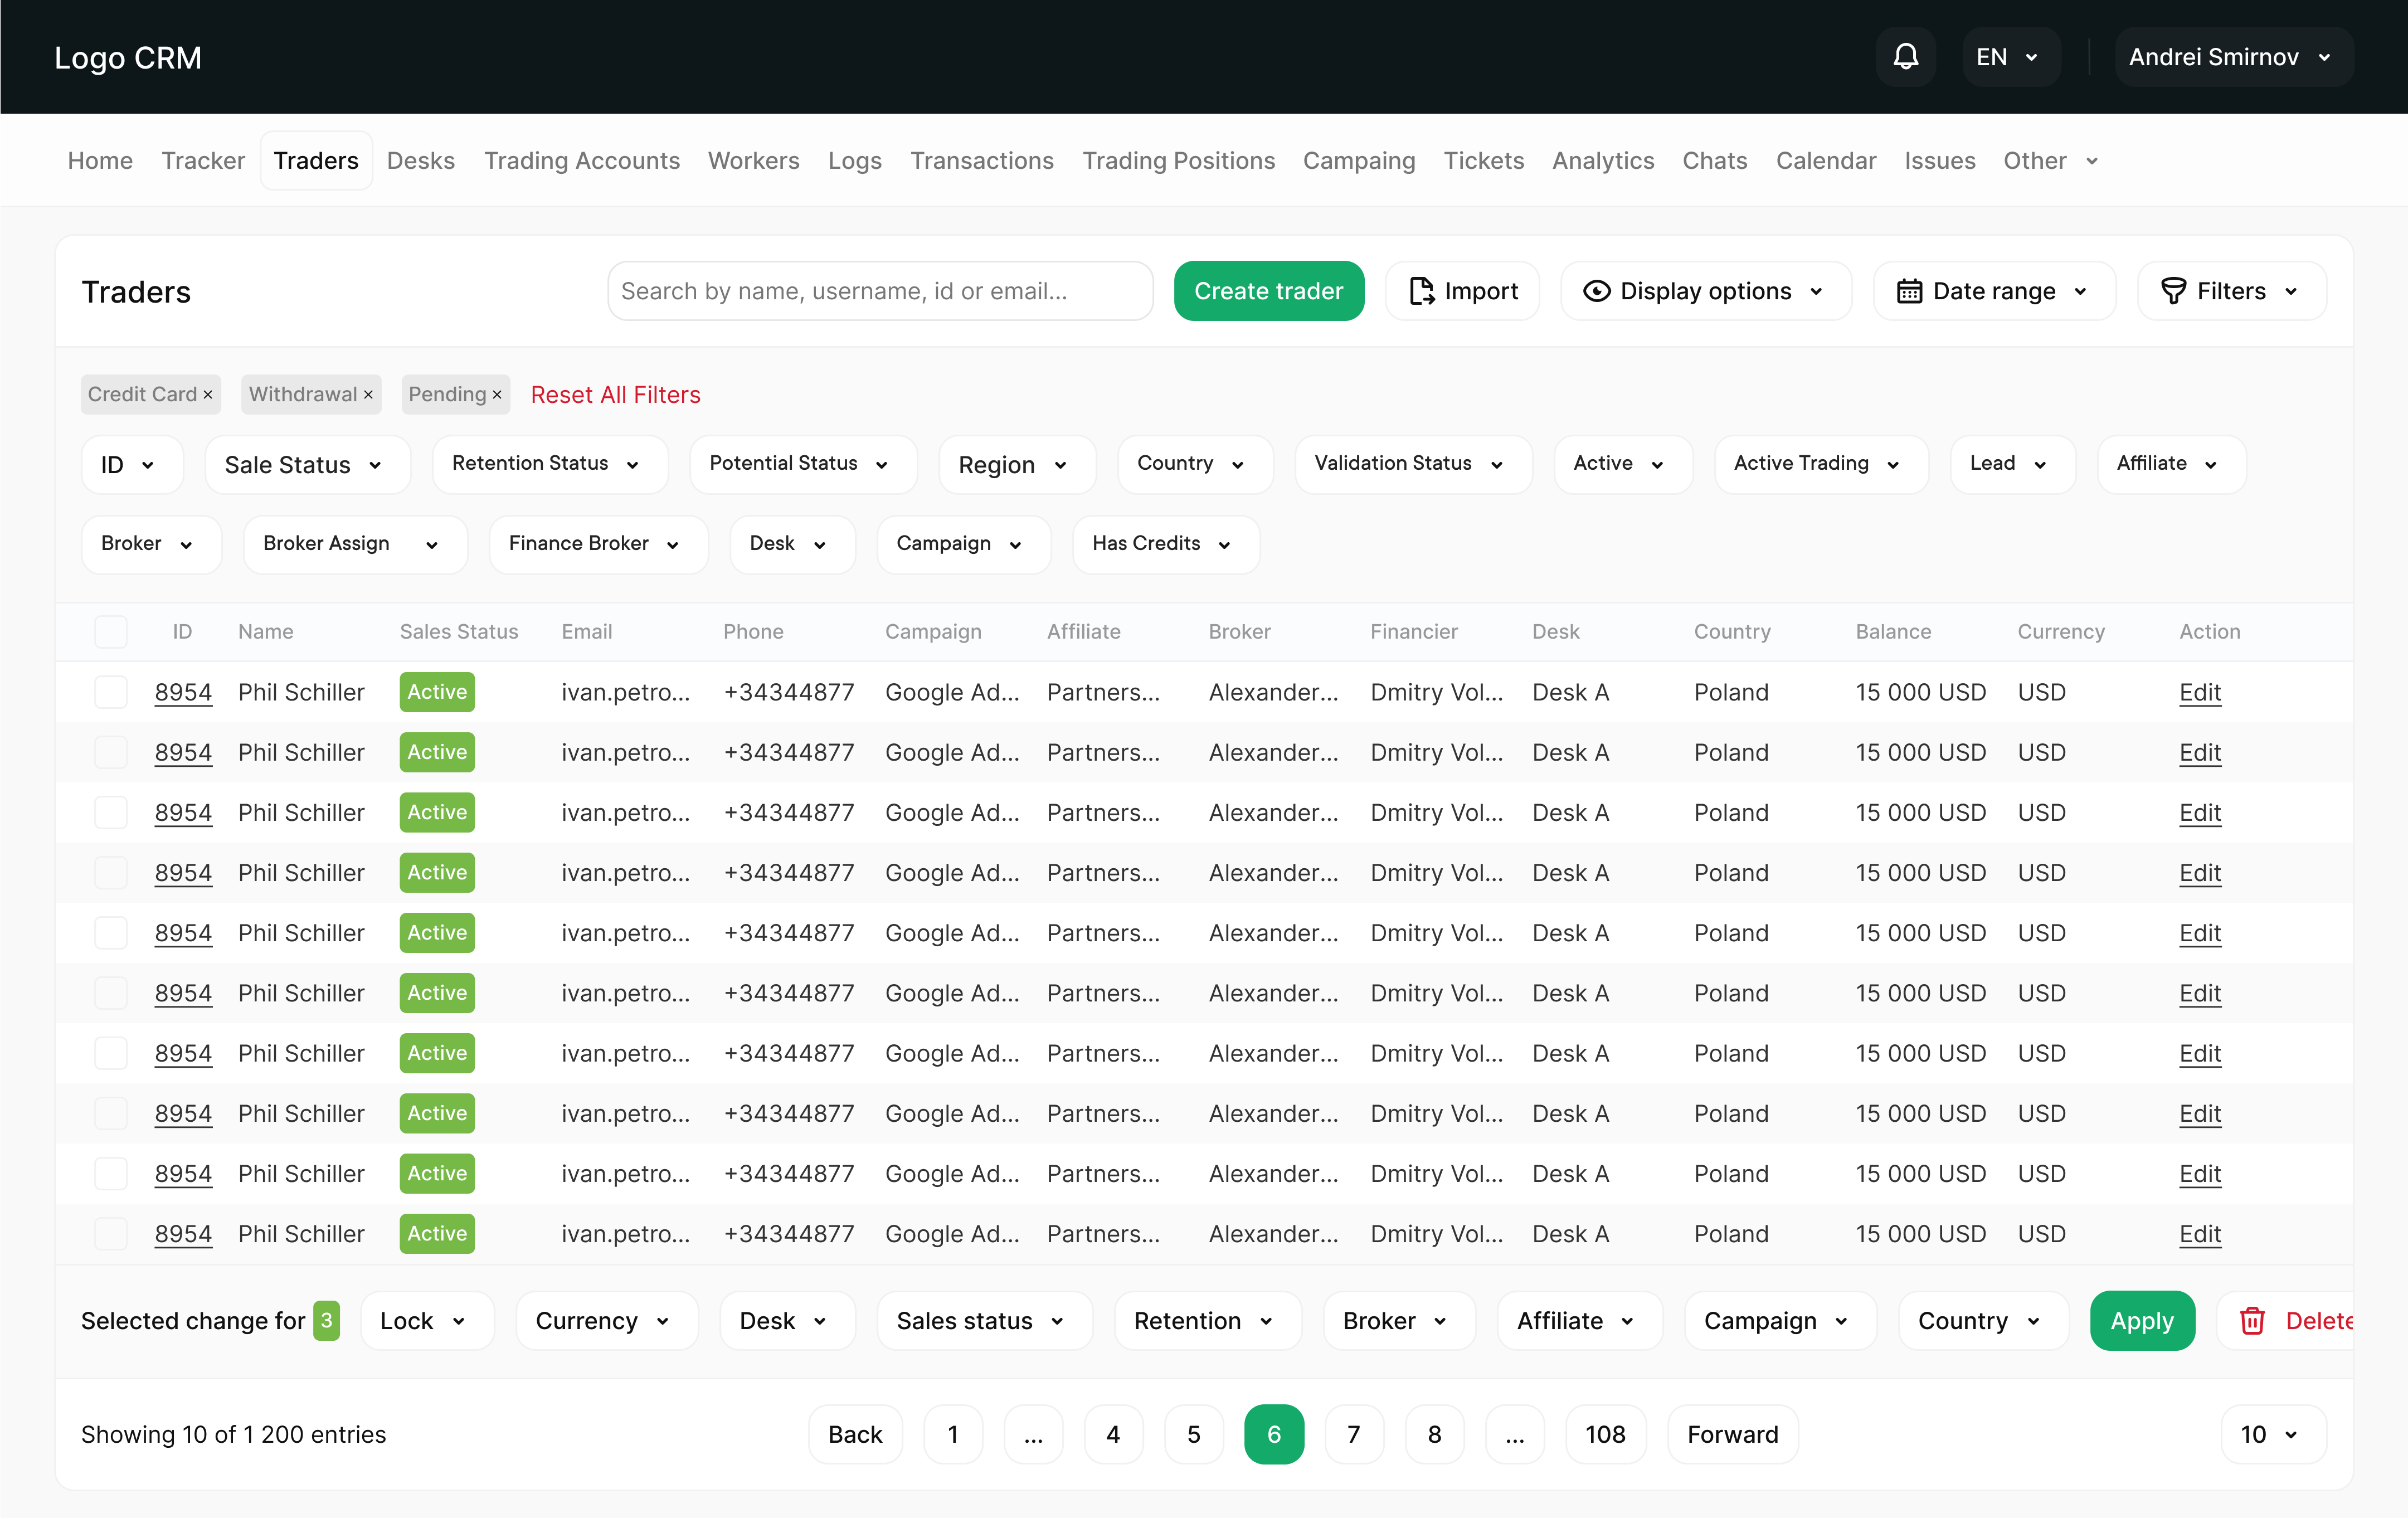 Logo CRM EN Andrei Smirnov
Home Tracker Traders Desks Trading Accounts Workers Logs Transactions Trading Positions Campaing Tickets Analytics Chats Calendar Issues Other
Traders Search by name, username, id or email... Create trader Import Display options Date range Filters
Credit Card × Withdrawal × Pending × Reset All Filters
ID Sale Status Retention Status Potential Status Region Country Validation Status Active Active Trading Lead Affiliate
Broker Broker Assign Finance Broker Desk Campaign Has Credits
ID Name Sales Status Email Phone Campaign Affiliate Broker Financier Desk Country Balance Currency Action
8954 Phil Schiller Active ivan.petro... +34344877 Google Ad... Partners... Alexander... Dmitry Vol... Desk A Poland 15 000 USD USD Edit
8954 Phil Schiller Active ivan.petro... +34344877 Google Ad... Partners... Alexander... Dmitry Vol... Desk A Poland 15 000 USD USD Edit
8954 Phil Schiller Active ivan.petro... +34344877 Google Ad... Partners... Alexander... Dmitry Vol... Desk A Poland 15 000 USD USD Edit
8954 Phil Schiller Active ivan.petro... +34344877 Google Ad... Partners... Alexander... Dmitry Vol... Desk A Poland 15 000 USD USD Edit
8954 Phil Schiller Active ivan.petro... +34344877 Google Ad... Partners... Alexander... Dmitry Vol... Desk A Poland 15 000 USD USD Edit
8954 Phil Schiller Active ivan.petro... +34344877 Google Ad... Partners... Alexander... Dmitry Vol... Desk A Poland 15 000 USD USD Edit
8954 Phil Schiller Active ivan.petro... +34344877 Google Ad... Partners... Alexander... Dmitry Vol... Desk A Poland 15 000 USD USD Edit
8954 Phil Schiller Active ivan.petro... +34344877 Google Ad... Partners... Alexander... Dmitry Vol... Desk A Poland 15 000 USD USD Edit
8954 Phil Schiller Active ivan.petro... +34344877 Google Ad... Partners... Alexander... Dmitry Vol... Desk A Poland 15 000 USD USD Edit
8954 Phil Schiller Active ivan.petro... +34344877 Google Ad... Partners... Alexander... Dmitry Vol... Desk A Poland 15 000 USD USD Edit
Selected change for 3 Lock Currency Desk Sales status Retention Broker Affiliate Campaign Country Apply Delete
Showing 10 of 1 200 entries Back 1 ... 4 5 6 7 8 ... 108 Forward 10